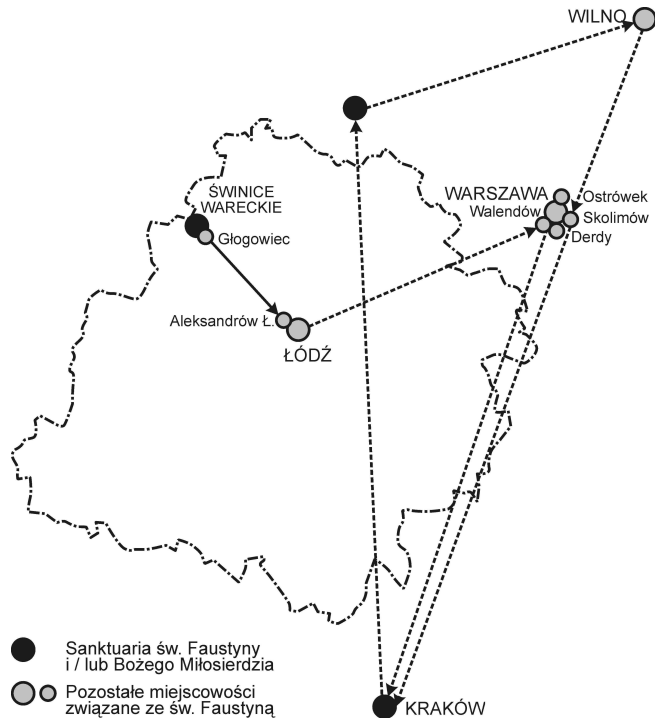 WILNO
ŚWINICE
WARECKIE
Głogowiec
WARSZAWA
Ostrówek
Walendów
Skolimów
Derdy
Aleksandrów Ł.
ŁÓDŹ
Sanktuaria św. Faustyny
i / lub Bożego Miłosierdzia
Pozostałe miejscowości
związane ze św. Faustyną
KRAKÓW